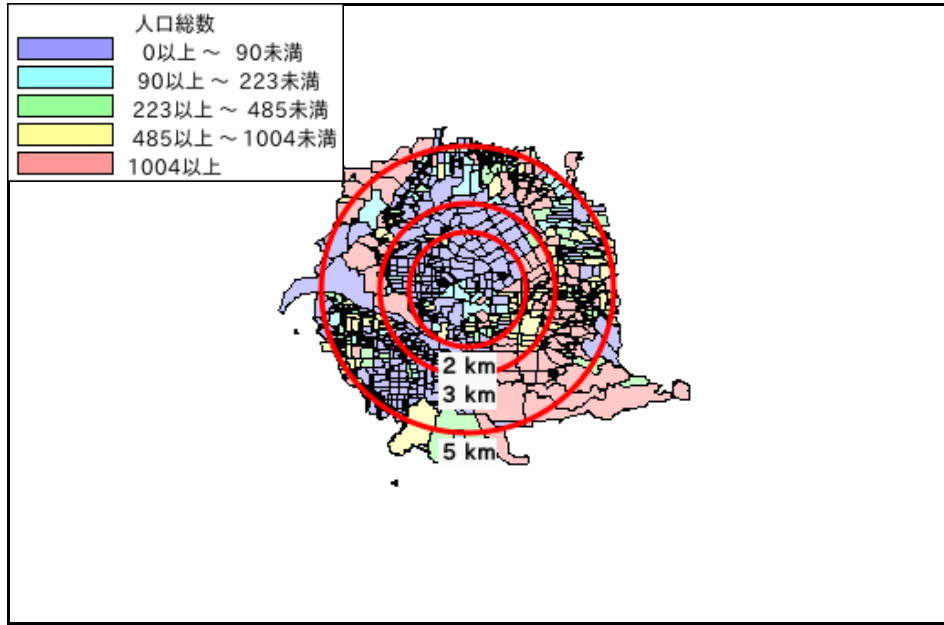 人口総数
0以上 ～ 90未満
90以上 ～ 223未満
223以上 ～ 485未満
485以上 ～1004未満
1004以上
2 km
3 km
5 km